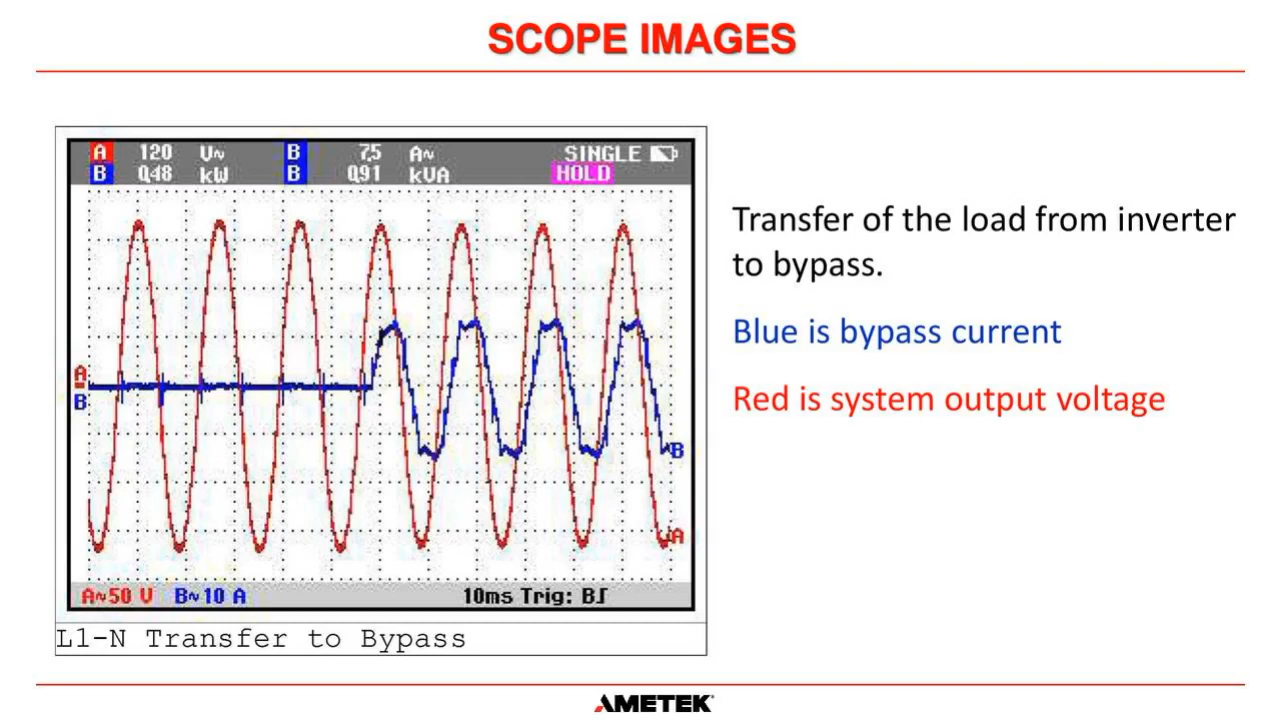 SCOPE IMAGES
A 120 V~ B 7.5 A~ SINGLE
B 0.48 kW B 0.91 kVA HOLD
Transfer of the load from inverter
to bypass.
Blue is bypass current
Red is system output voltage
A
B
B
A
A~50 V B~10 A 10ms Trig: B∫
L1-N Transfer to Bypass
AMETEK